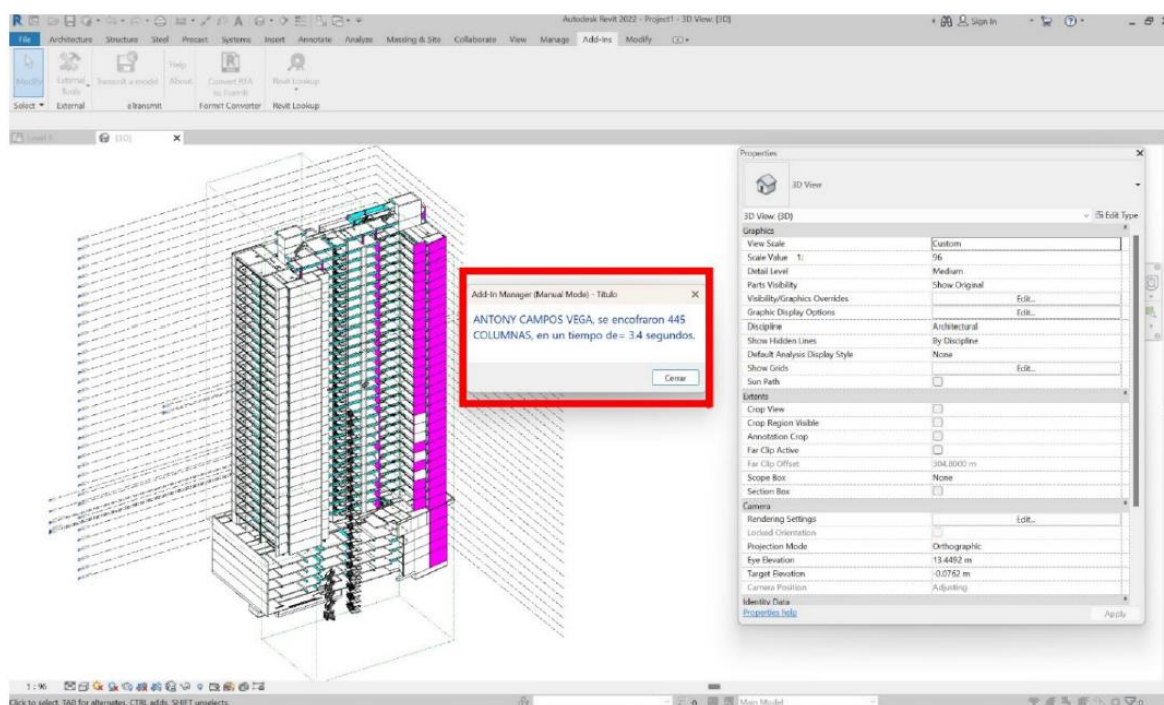 Autodesk Revit 2022 - Project1 - 3D View: {3D}
Sign In
File Architecture Structure Steel Precast Systems Insert Annotate Analyze Massing & Site Collaborate View Manage Add-Ins Modify
Modify External Tools Transmit a model Help About Convert RFA to Formit Revit Lookup
Select External eTransmit Formit Converter Revit Lookup
Level 1
{3D}
Properties
3D View
3D View: {3D} Edit Type
Graphics
View Scale Custom
Scale Value 1: 96
Detail Level Medium
Parts Visibility Show Original
Visibility/Graphics Overrides Edit...
Graphic Display Options Edit...
Discipline Architectural
Show Hidden Lines By Discipline
Default Analysis Display Style None
Show Grids Edit...
Sun Path
Extents
Crop View
Crop Region Visible
Annotation Crop
Far Clip Active
Far Clip Offset 304.8000 m
Scope Box None
Section Box
Camera
Rendering Settings Edit...
Locked Orientation
Projection Mode Orthographic
Eye Elevation 13.4492 m
Target Elevation -0.0762 m
Camera Position Adjusting
Identity Data
Properties help Apply
Add-In Manager (Manual Mode) - Titulo
ANTONY CAMPOS VEGA, se encofraron 445
COLUMNAS, en un tiempo de= 3.4 segundos.
Cerrar
1 : 96
Click to select, TAB for alternates, CTRL adds, SHIFT unselects.
Main Model